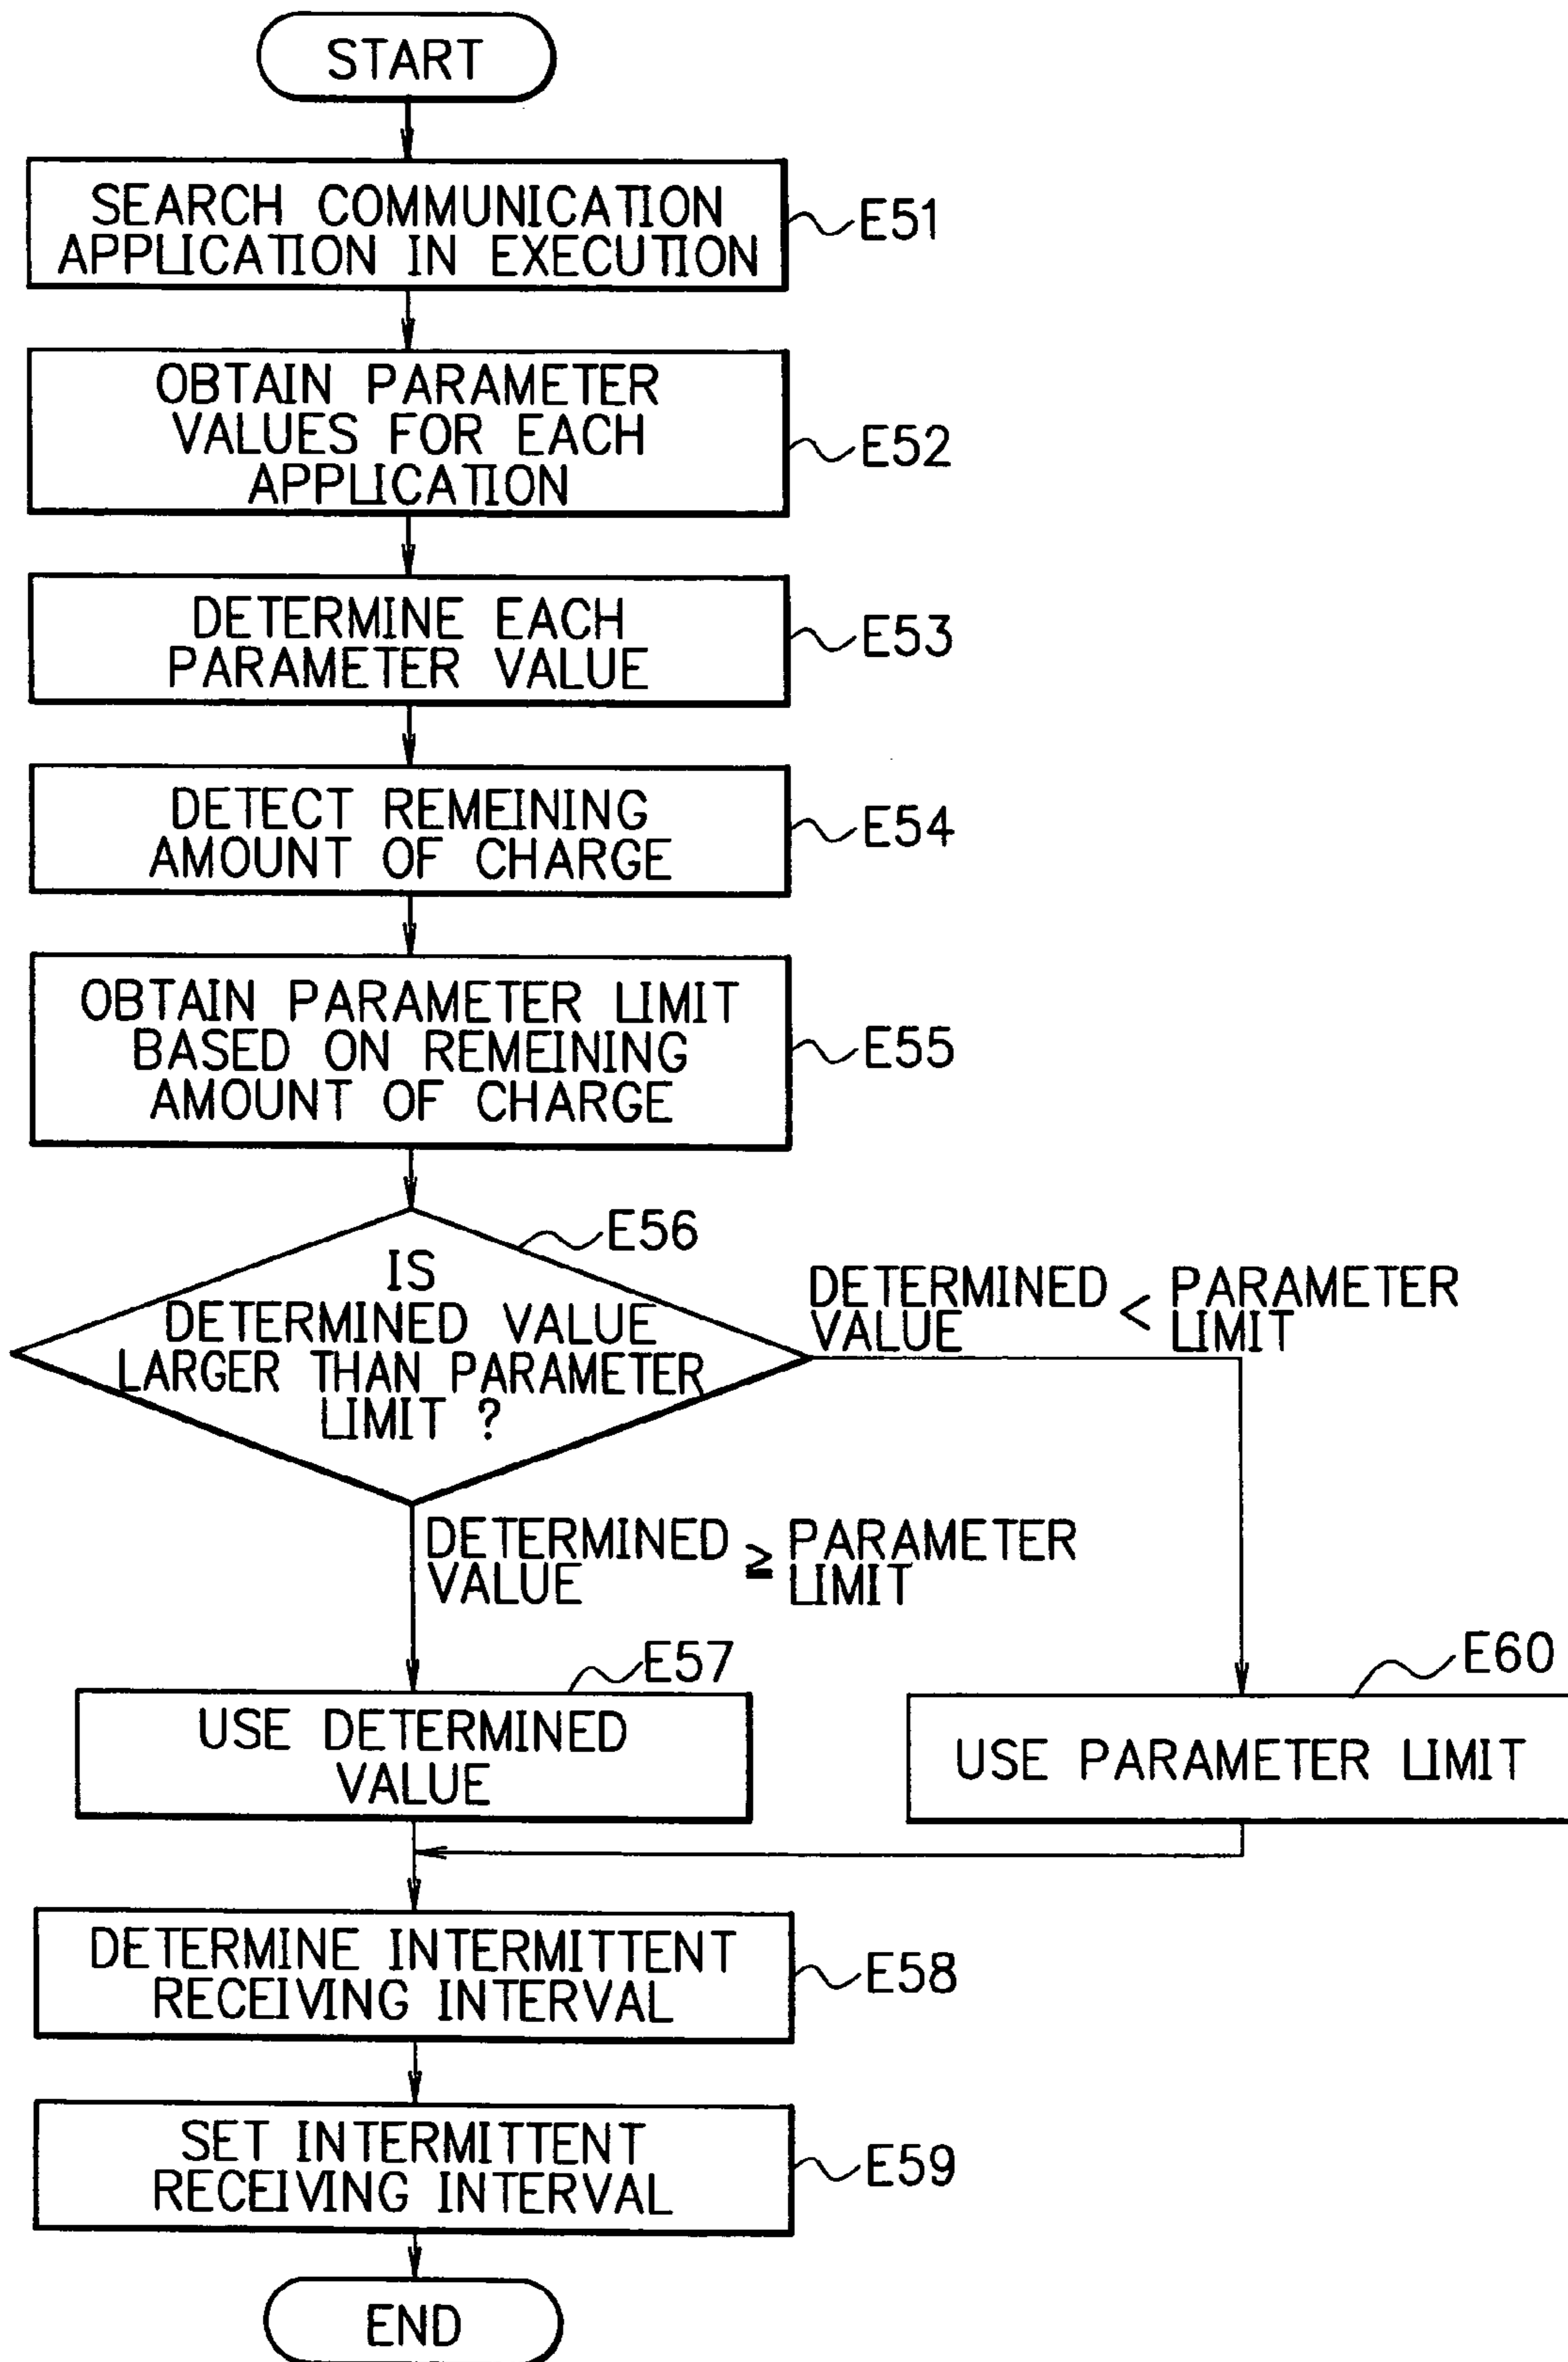 START
SEARCH COMMUNICATION
APPLICATION IN EXECUTION
E51
OBTAIN PARAMETER
VALUES FOR EACH
APPLICATION
E52
DETERMINE EACH
PARAMETER VALUE
E53
DETECT REMEINING
AMOUNT OF CHARGE
E54
OBTAIN PARAMETER LIMIT
BASED ON REMEINING
AMOUNT OF CHARGE
E55
E56
IS
DETERMINED VALUE
LARGER THAN PARAMETER
LIMIT ?
DETERMINED
VALUE
<
PARAMETER
LIMIT
DETERMINED
VALUE
≧
PARAMETER
LIMIT
E57
USE DETERMINED
VALUE
E60
USE PARAMETER LIMIT
DETERMINE INTERMITTENT
RECEIVING INTERVAL
E58
SET INTERMITTENT
RECEIVING INTERVAL
E59
END